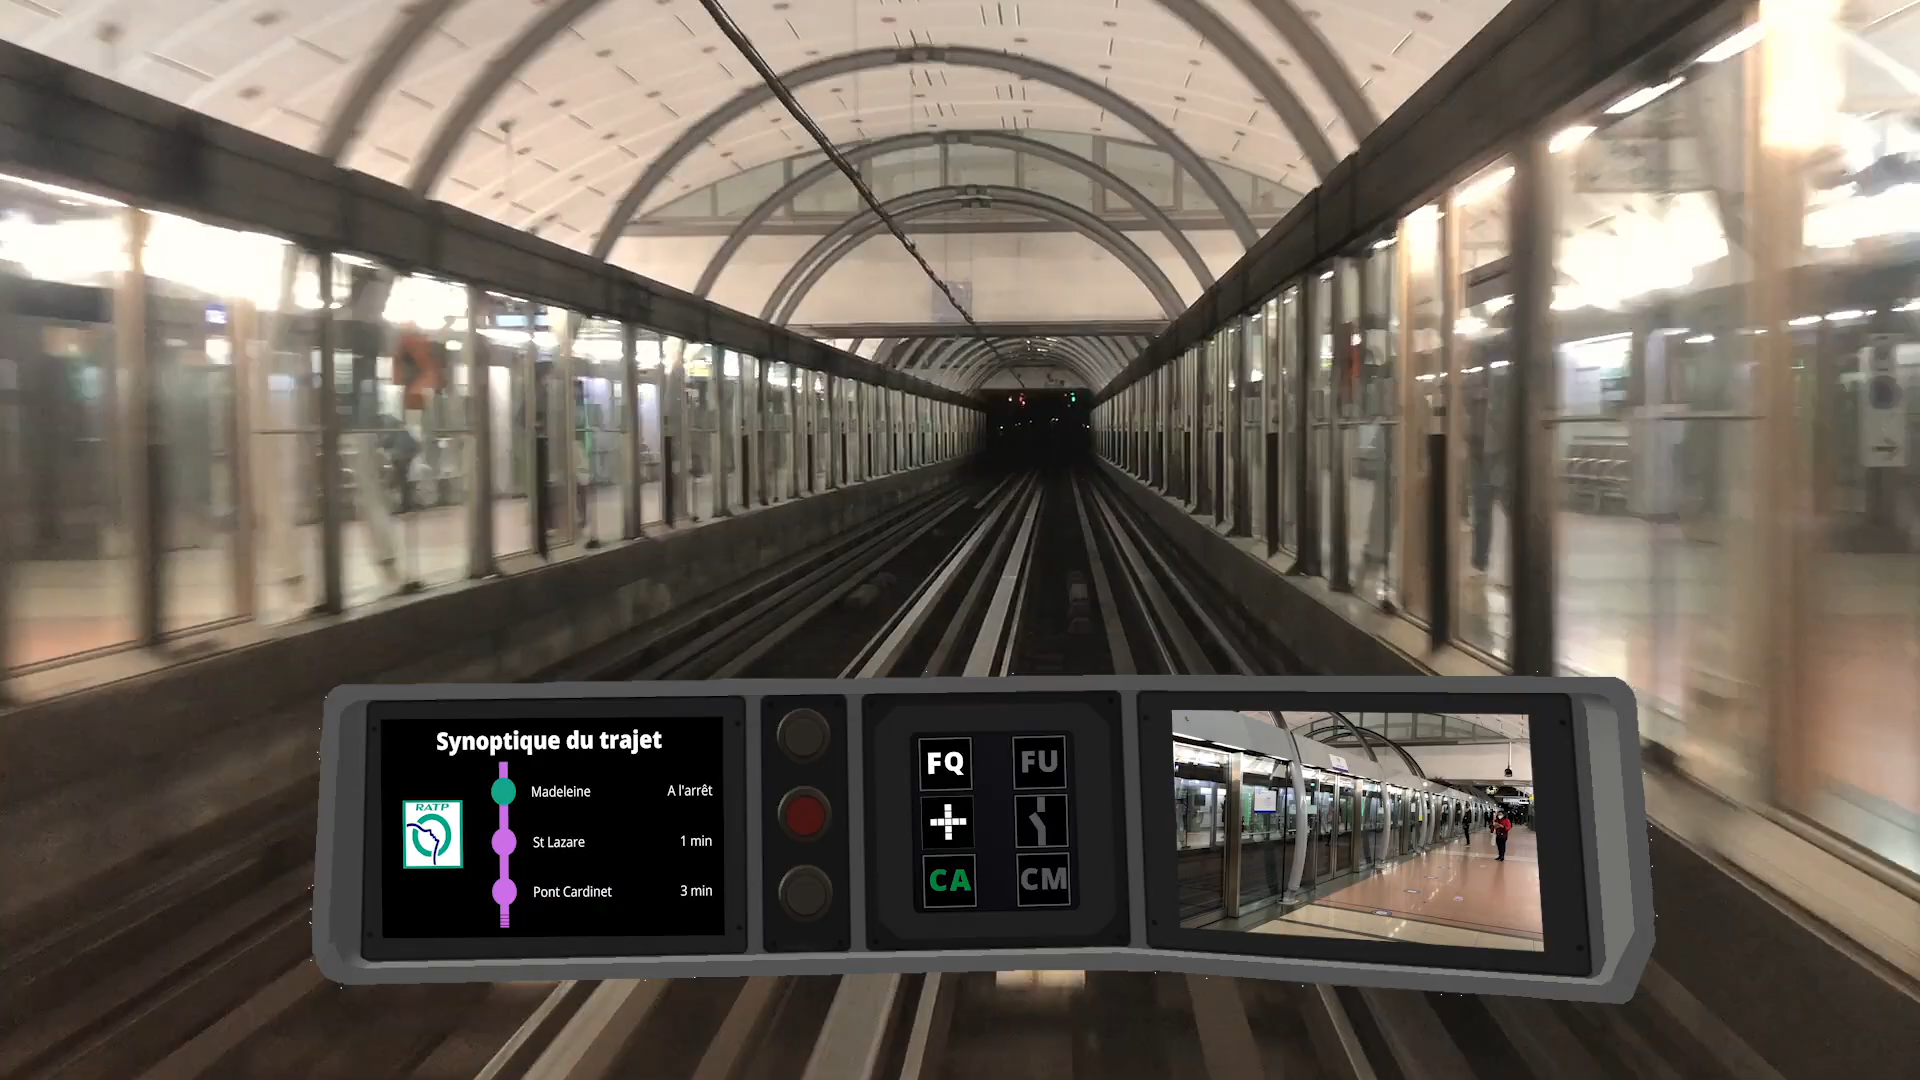 Synoptique du trajet
RATP
Madeleine A l'arrêt
St Lazare 1 min
Pont Cardinet 3 min
FQ FU
CA CM